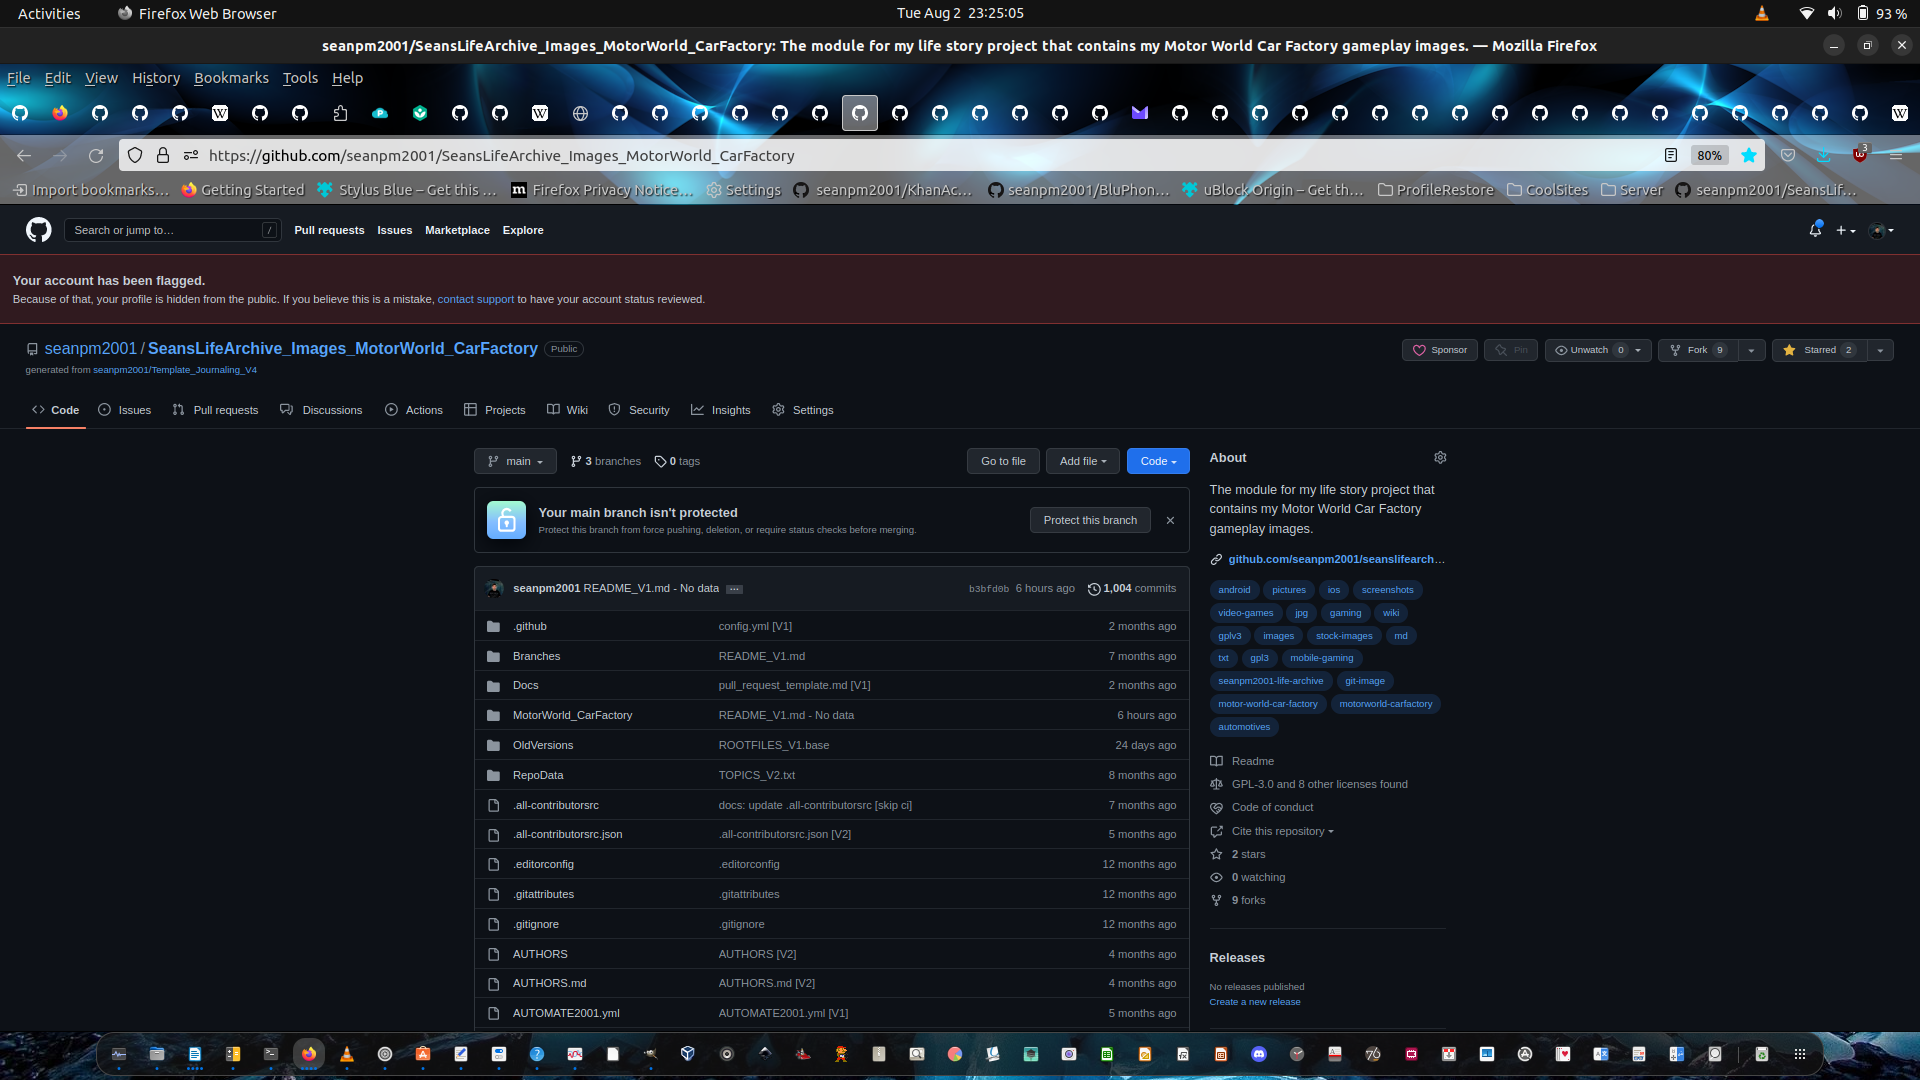 Activities
Firefox Web Browser
Tue Aug 2 23:25:05
93 %
seanpm2001/SeansLifeArchive_Images_MotorWorld_CarFactory: The module for my life story project that contains my Motor World Car Factory gameplay images. — Mozilla Firefox
File Edit View History Bookmarks Tools Help
https://github.com/seanpm2001/SeansLifeArchive_Images_MotorWorld_CarFactory
80%
3
Import bookmarks… Getting Started Stylus Blue – Get this … Firefox Privacy Notice… Settings seanpm2001/KhanAc… seanpm2001/BluPhon… uBlock Origin – Get th… ProfileRestore CoolSites Server seanpm2001/SeansLif…
Search or jump to… /
Pull requests Issues Marketplace Explore
Your account has been flagged.
Because of that, your profile is hidden from the public. If you believe this is a mistake, contact support to have your account status reviewed.
seanpm2001 / SeansLifeArchive_Images_MotorWorld_CarFactory Public
Sponsor Pin Unwatch 0 Fork 9 Starred 2
generated from seanpm2001/Template_Journaling_V4
Code Issues Pull requests Discussions Actions Projects Wiki Security Insights Settings
main 3 branches 0 tags
Go to file Add file Code
Your main branch isn't protected
Protect this branch from force pushing, deletion, or require status checks before merging.
Protect this branch
seanpm2001 README_V1.md - No data … b3bfd0b 6 hours ago 1,004 commits
.github config.yml [V1] 2 months ago
Branches README_V1.md 7 months ago
Docs pull_request_template.md [V1] 2 months ago
MotorWorld_CarFactory README_V1.md - No data 6 hours ago
OldVersions ROOTFILES_V1.base 24 days ago
RepoData TOPICS_V2.txt 8 months ago
.all-contributorsrc docs: update .all-contributorsrc [skip ci] 7 months ago
.all-contributorsrc.json .all-contributorsrc.json [V2] 5 months ago
.editorconfig .editorconfig 12 months ago
.gitattributes .gitattributes 12 months ago
.gitignore .gitignore 12 months ago
AUTHORS AUTHORS [V2] 4 months ago
AUTHORS.md AUTHORS.md [V2] 4 months ago
AUTOMATE2001.yml AUTOMATE2001.yml [V1] 5 months ago
About
The module for my life story project that
contains my Motor World Car Factory
gameplay images.
github.com/seanpm2001/seanslifearch…
android pictures ios screenshots
video-games jpg gaming wiki
gplv3 images stock-images md
txt gpl3 mobile-gaming
seanpm2001-life-archive git-image
motor-world-car-factory motorworld-carfactory
automotives
Readme
GPL-3.0 and 8 other licenses found
Code of conduct
Cite this repository
2 stars
0 watching
9 forks
Releases
No releases published
Create a new release